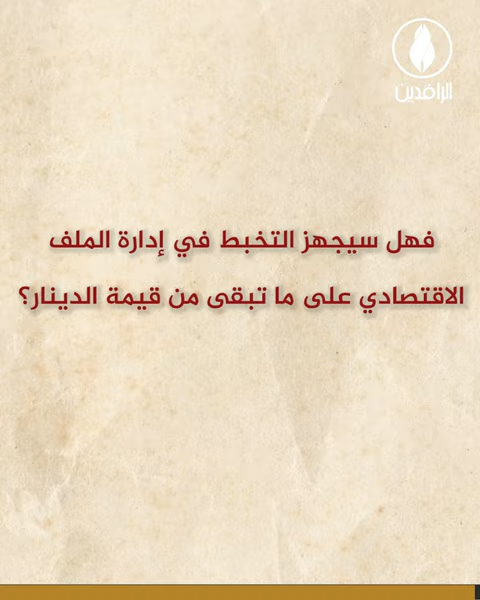 الرافدين
فهل سيجهز التخبط في إدارة الملف
الاقتصادي على ما تبقى من قيمة الدينار؟